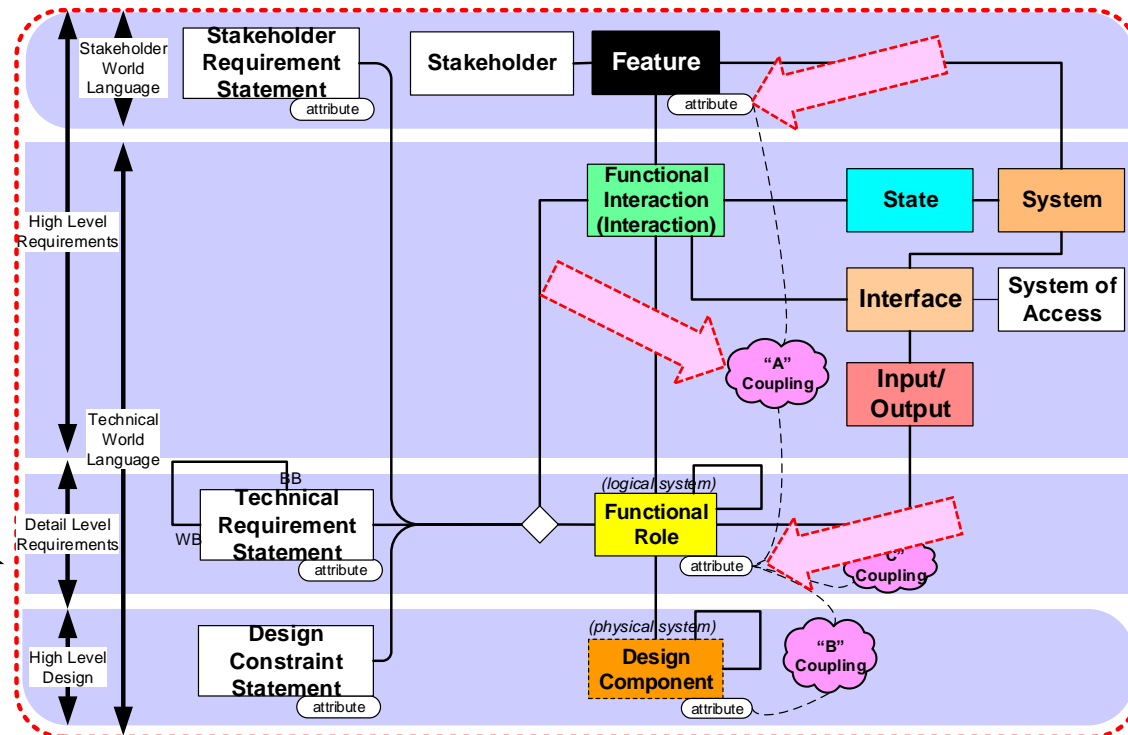 Stakeholder
World
Language
Stakeholder
Requirement
Statement
attribute
Stakeholder
Feature
attribute
High Level
Requirements
Functional
Interaction
(Interaction)
State
System
Interface
System of
Access
"A"
Coupling
Input/
Output
Technical
World
Language
Detail Level
Requirements
BB
WB
Technical
Requirement
Statement
attribute
(logical system)
Functional
Role
attribute
C"
Coupling
High Level
Design
Design
Constraint
Statement
attribute
(physical system)
Design
Component
attribute
"B"
Coupling